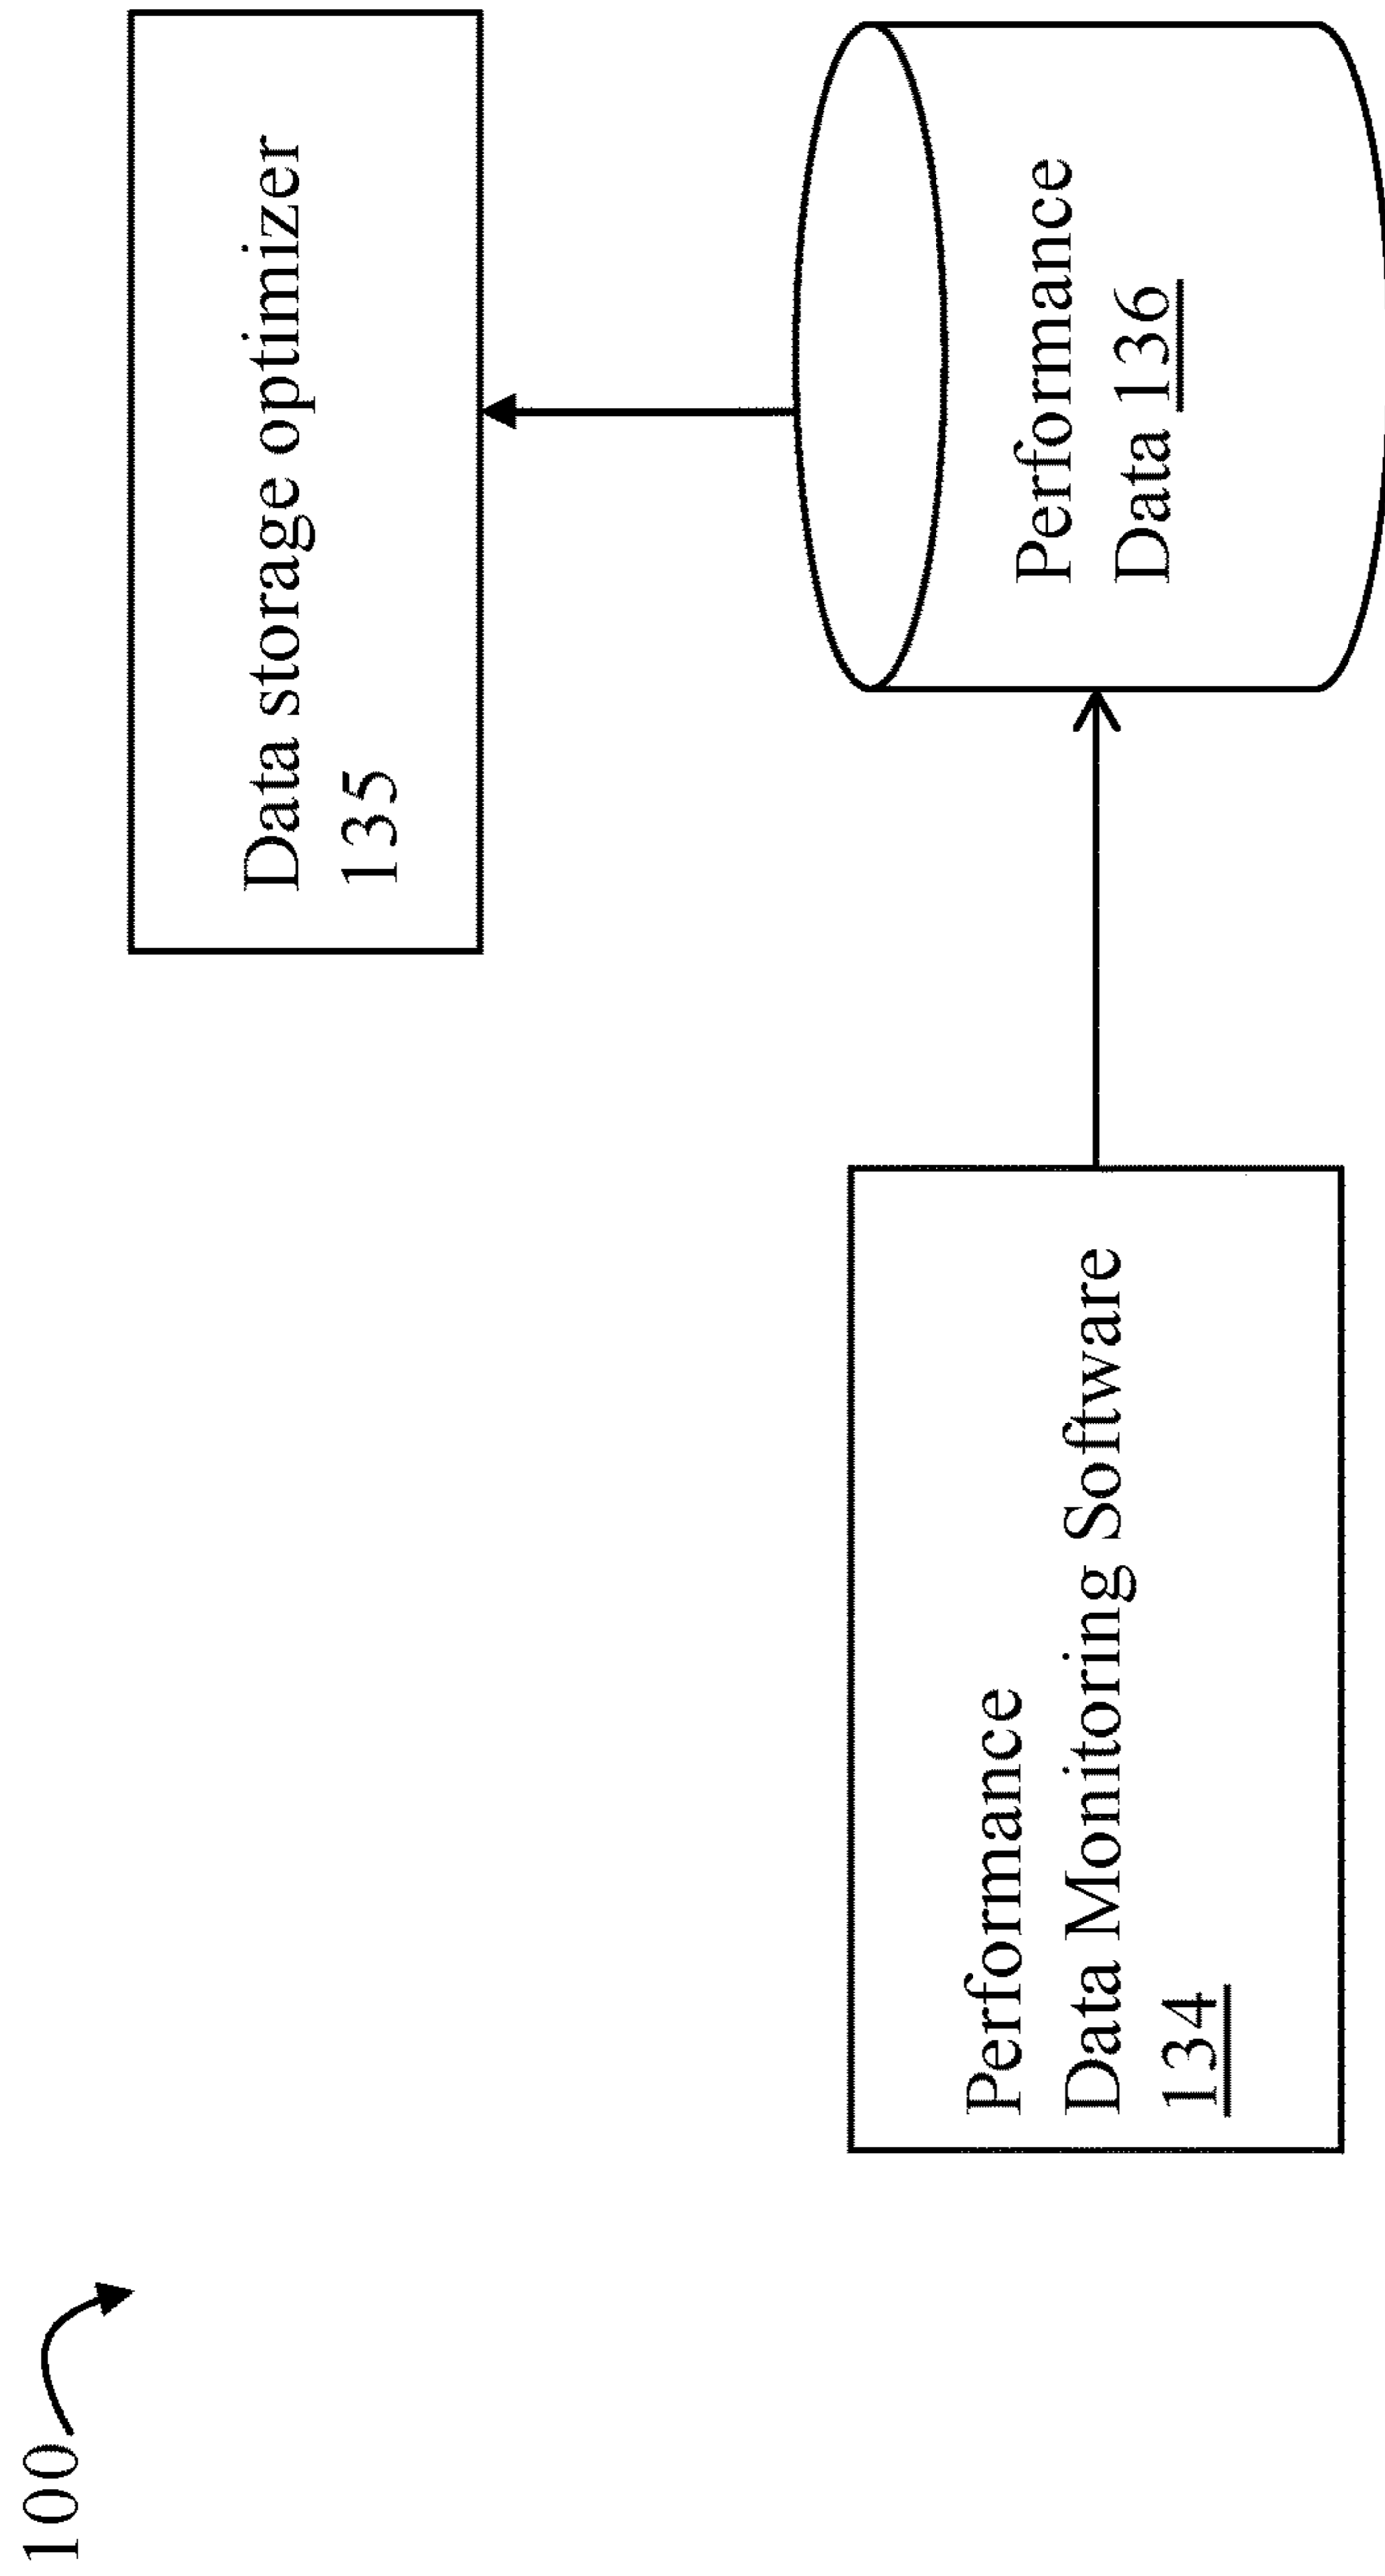 100
Data storage optimizer
135
Performance
Data Monitoring Software
134
Performance
Data 136